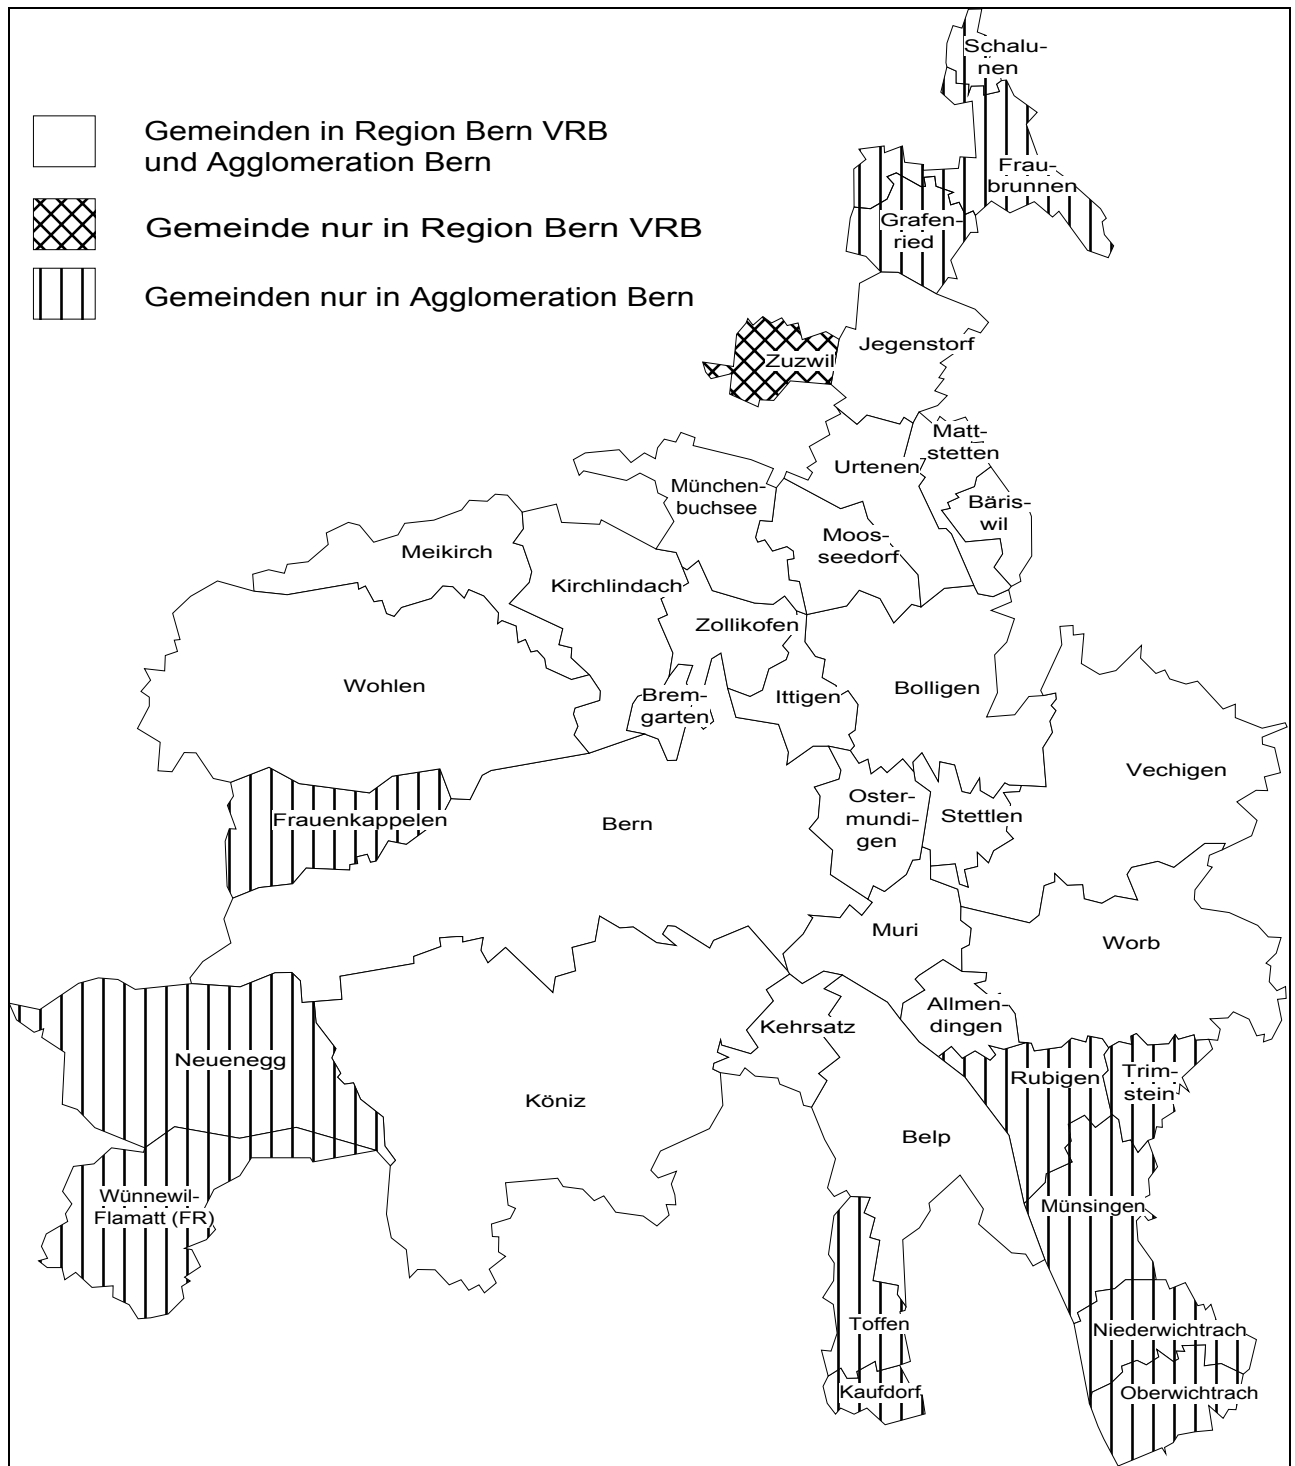 Schalu-
nen
Gemeinden in Region Bern VRB
und Agglomeration Bern
Frau-
brunnen
Gemeinde nur in Region Bern VRB
Grafen-
ried
Gemeinden nur in Agglomeration Bern
Jegenstorf
Zuzwil
Matt-
stetten
Urtenen
München-
buchsee
Bäris-
wil
Moos-
seedorf
Meikirch
Kirchlindach
Zollikofen
Wohlen
Brem-
garten
Ittigen
Bolligen
Vechigen
Frauenkappelen
Bern
Oster-
mundi-
gen
Stettlen
Muri
Worb
Allmen-
dingen
Kehrsatz
Neuenegg
Rubigen
Trim-
stein
Köniz
Belp
Wünnewil-
Flamatt (FR)
Münsingen
Toffen
Niederwichtrach
Kaufdorf
Oberwichtrach